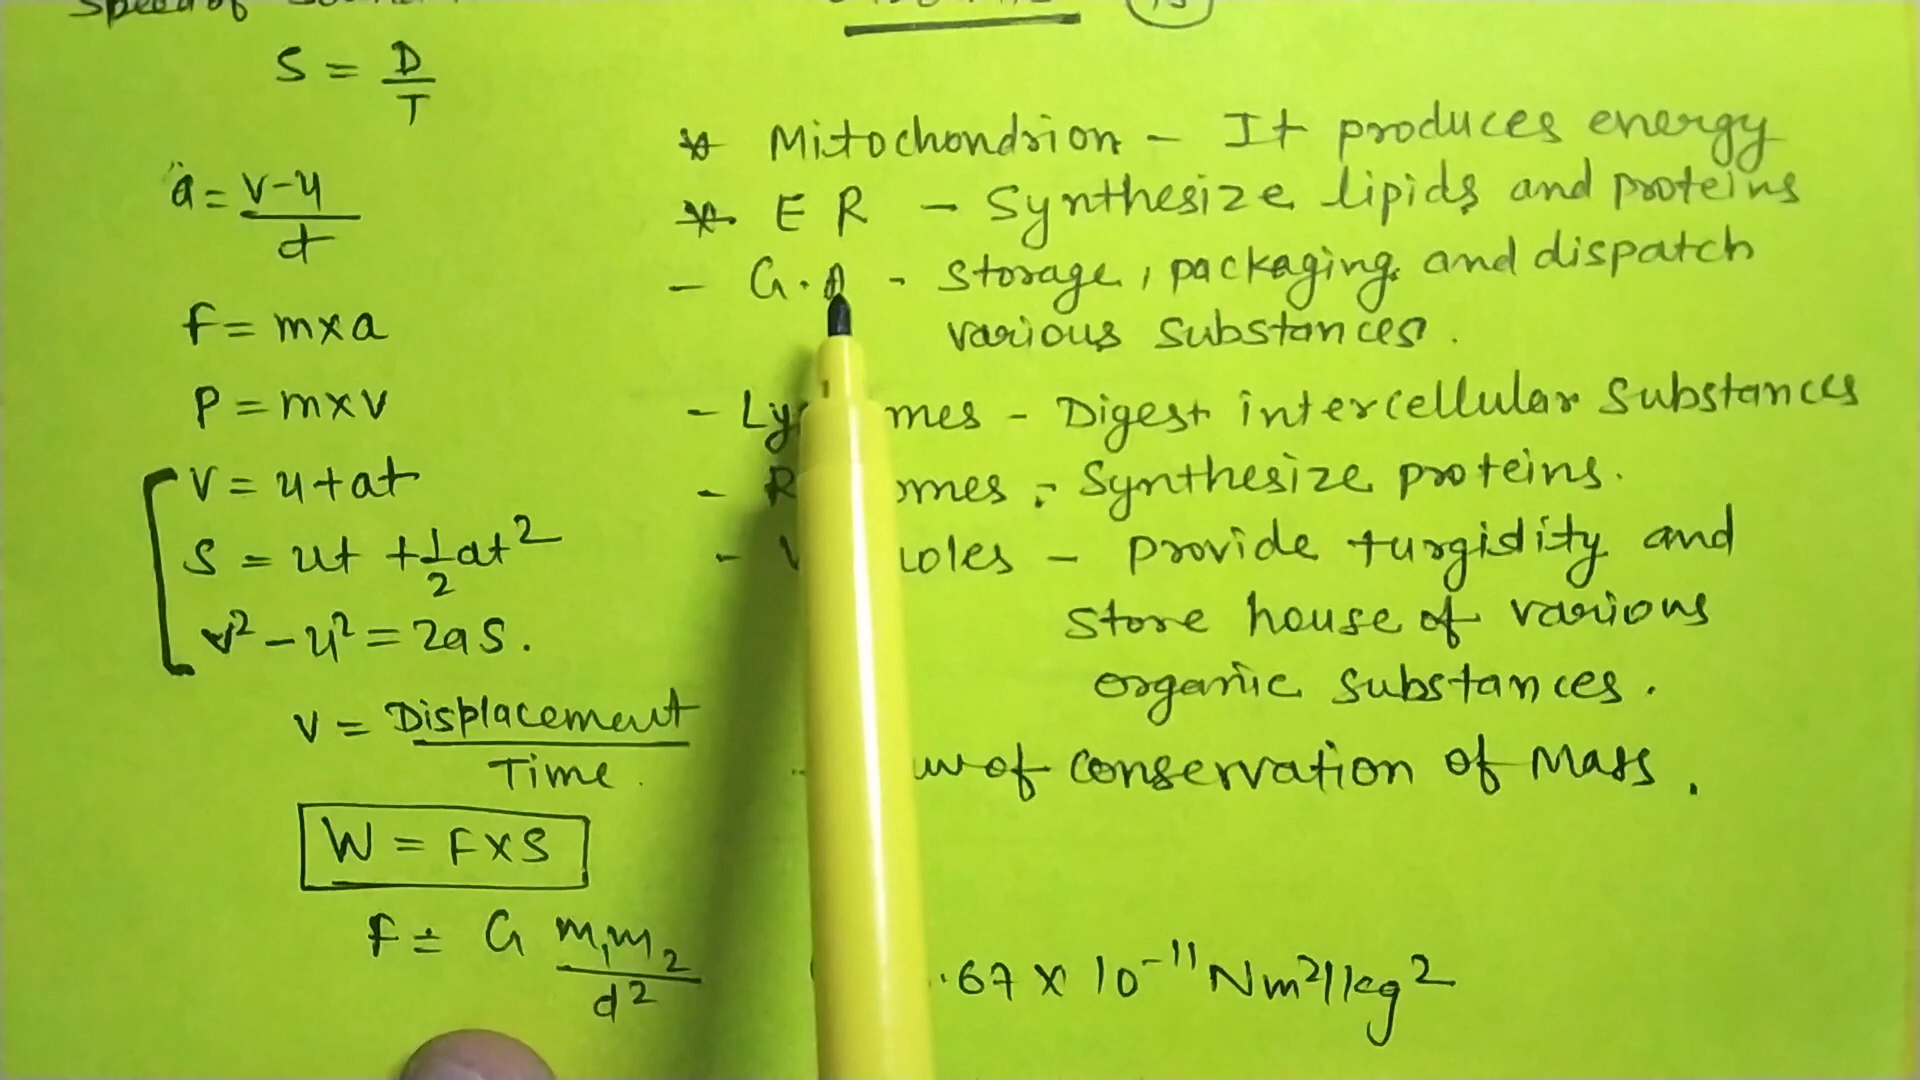 Speed of
S = D/T
a = v-u/t
F = m×a
P = m×v
v = u+at
S = ut + 1/2 at²
v² - u² = 2as.
v = Displacement/Time.
W = F×S
F = G m₁m₂/d²
* Mitochondrion - It produces energy
* E R - Synthesize lipids and proteins
- G.A - Storage, packaging and dispatch
various substances.
- Ly mes - Digest intercellular substances
- R omes - Synthesize proteins.
- V oles - provide turgidity and
store house of various
organic substances.
of conservation of Mass.
.67 × 10⁻¹¹ Nm²/kg²